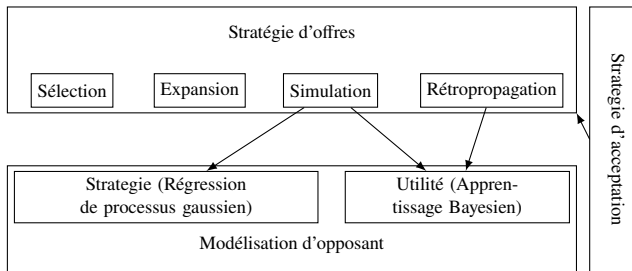 Stratégie d'offres
Sélection
Expansion
Simulation
Rétropropagation
Strategie d'acceptation
Strategie (Régression
de processus gaussien)
Utilité (Appren-
tissage Bayesien)
Modélisation d'opposant